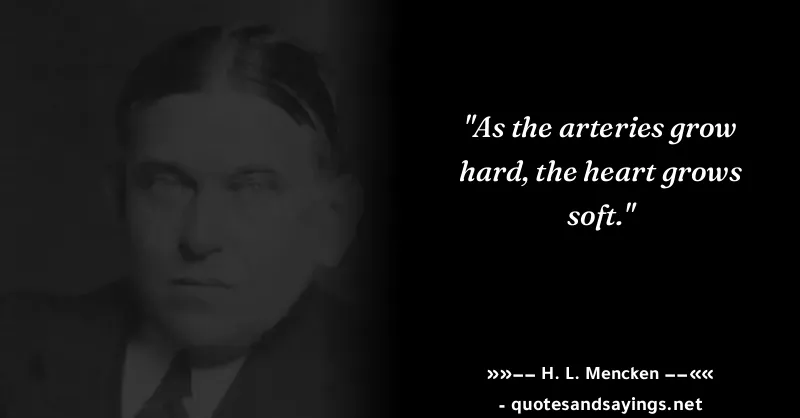 "As the arteries grow
hard, the heart grows
soft."
»»–– H. L. Mencken ––««
- quotesandsayings.net